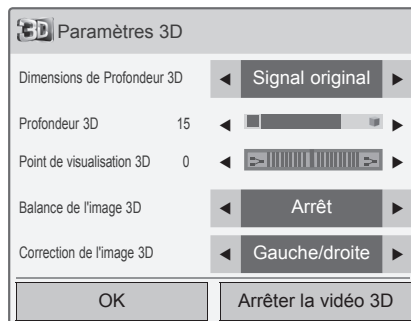 3D Paramètres 3D
Dimensions de Profondeur 3D Signal original
Profondeur 3D 15
Point de visualisation 3D 0
Balance de l'image 3D Arrêt
Correction de l'image 3D Gauche/droite
OK Arrêter la vidéo 3D